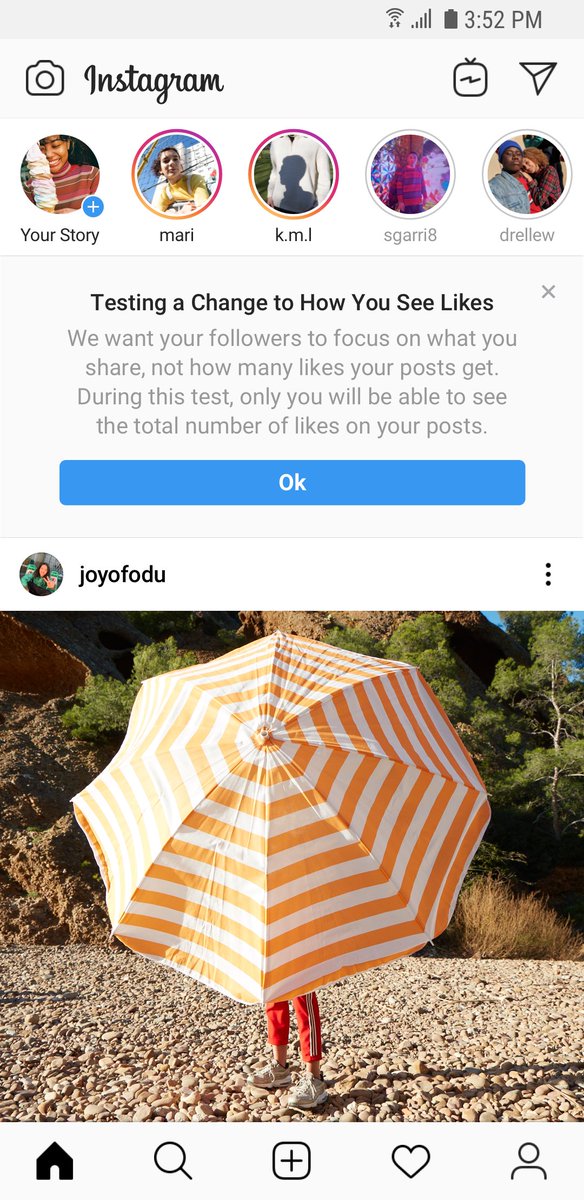 3:52 PM
Instagram
Your Story
mari
k.m.l
sgarri8
drellew
Testing a Change to How You See Likes
We want your followers to focus on what you
share, not how many likes your posts get.
During this test, only you will be able to see
the total number of likes on your posts.
Ok
joyofodu